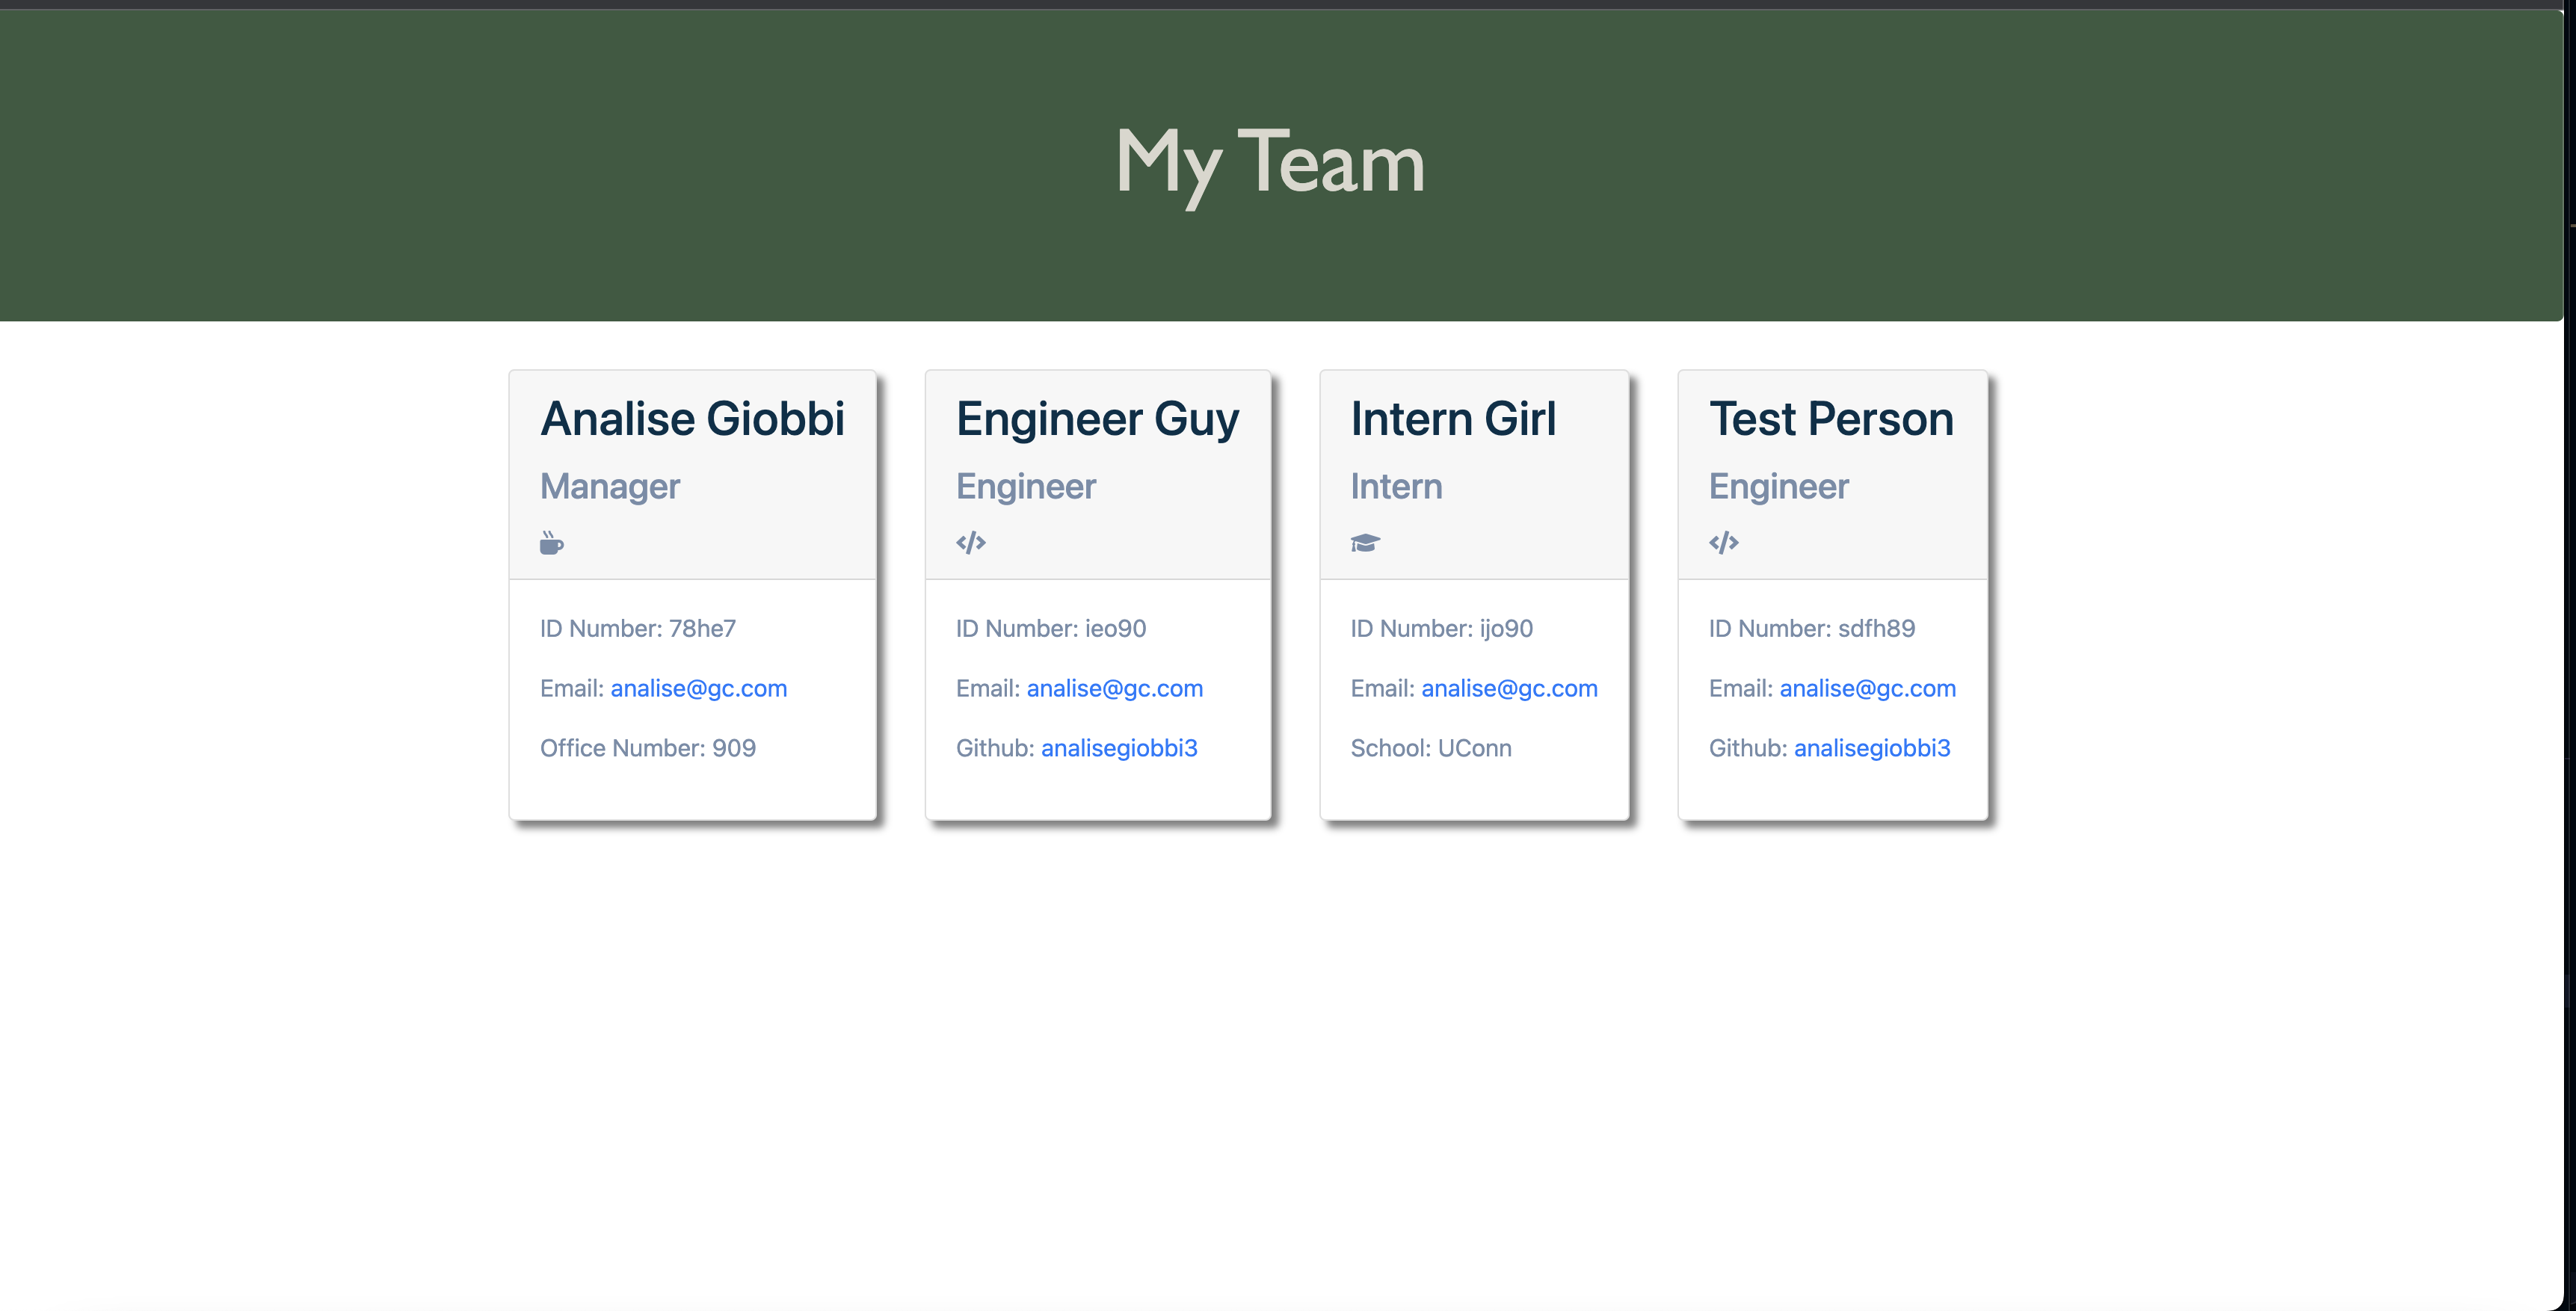 My Team
Analise Giobbi
Manager
ID Number: 78he7
Email: analise@gc.com
Office Number: 909
Engineer Guy
Engineer
ID Number: ieo90
Email: analise@gc.com
Github: analisegiobbi3
Intern Girl
Intern
ID Number: ijo90
Email: analise@gc.com
School: UConn
Test Person
Engineer
ID Number: sdfh89
Email: analise@gc.com
Github: analisegiobbi3